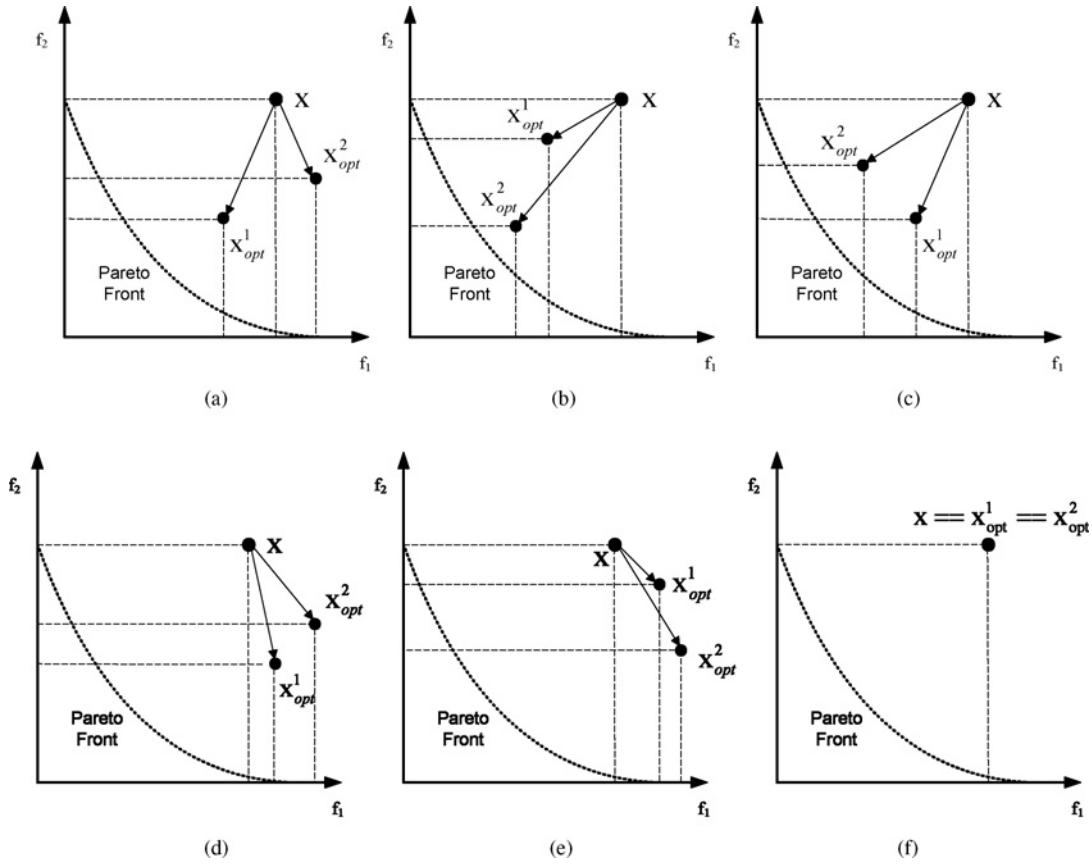 f₂
X
X²opt
X¹opt
Pareto
Front
f₁
(a)
f₂
X
X¹opt
X²opt
Pareto
Front
f₁
(b)
f₂
X
X²opt
X¹opt
Pareto
Front
f₁
(c)
f₂
X
X²opt
X¹opt
Pareto
Front
f₁
(d)
f₂
X
X¹opt
X²opt
Pareto
Front
f₁
(e)
f₂
X == X¹opt == X²opt
Pareto
Front
f₁
(f)